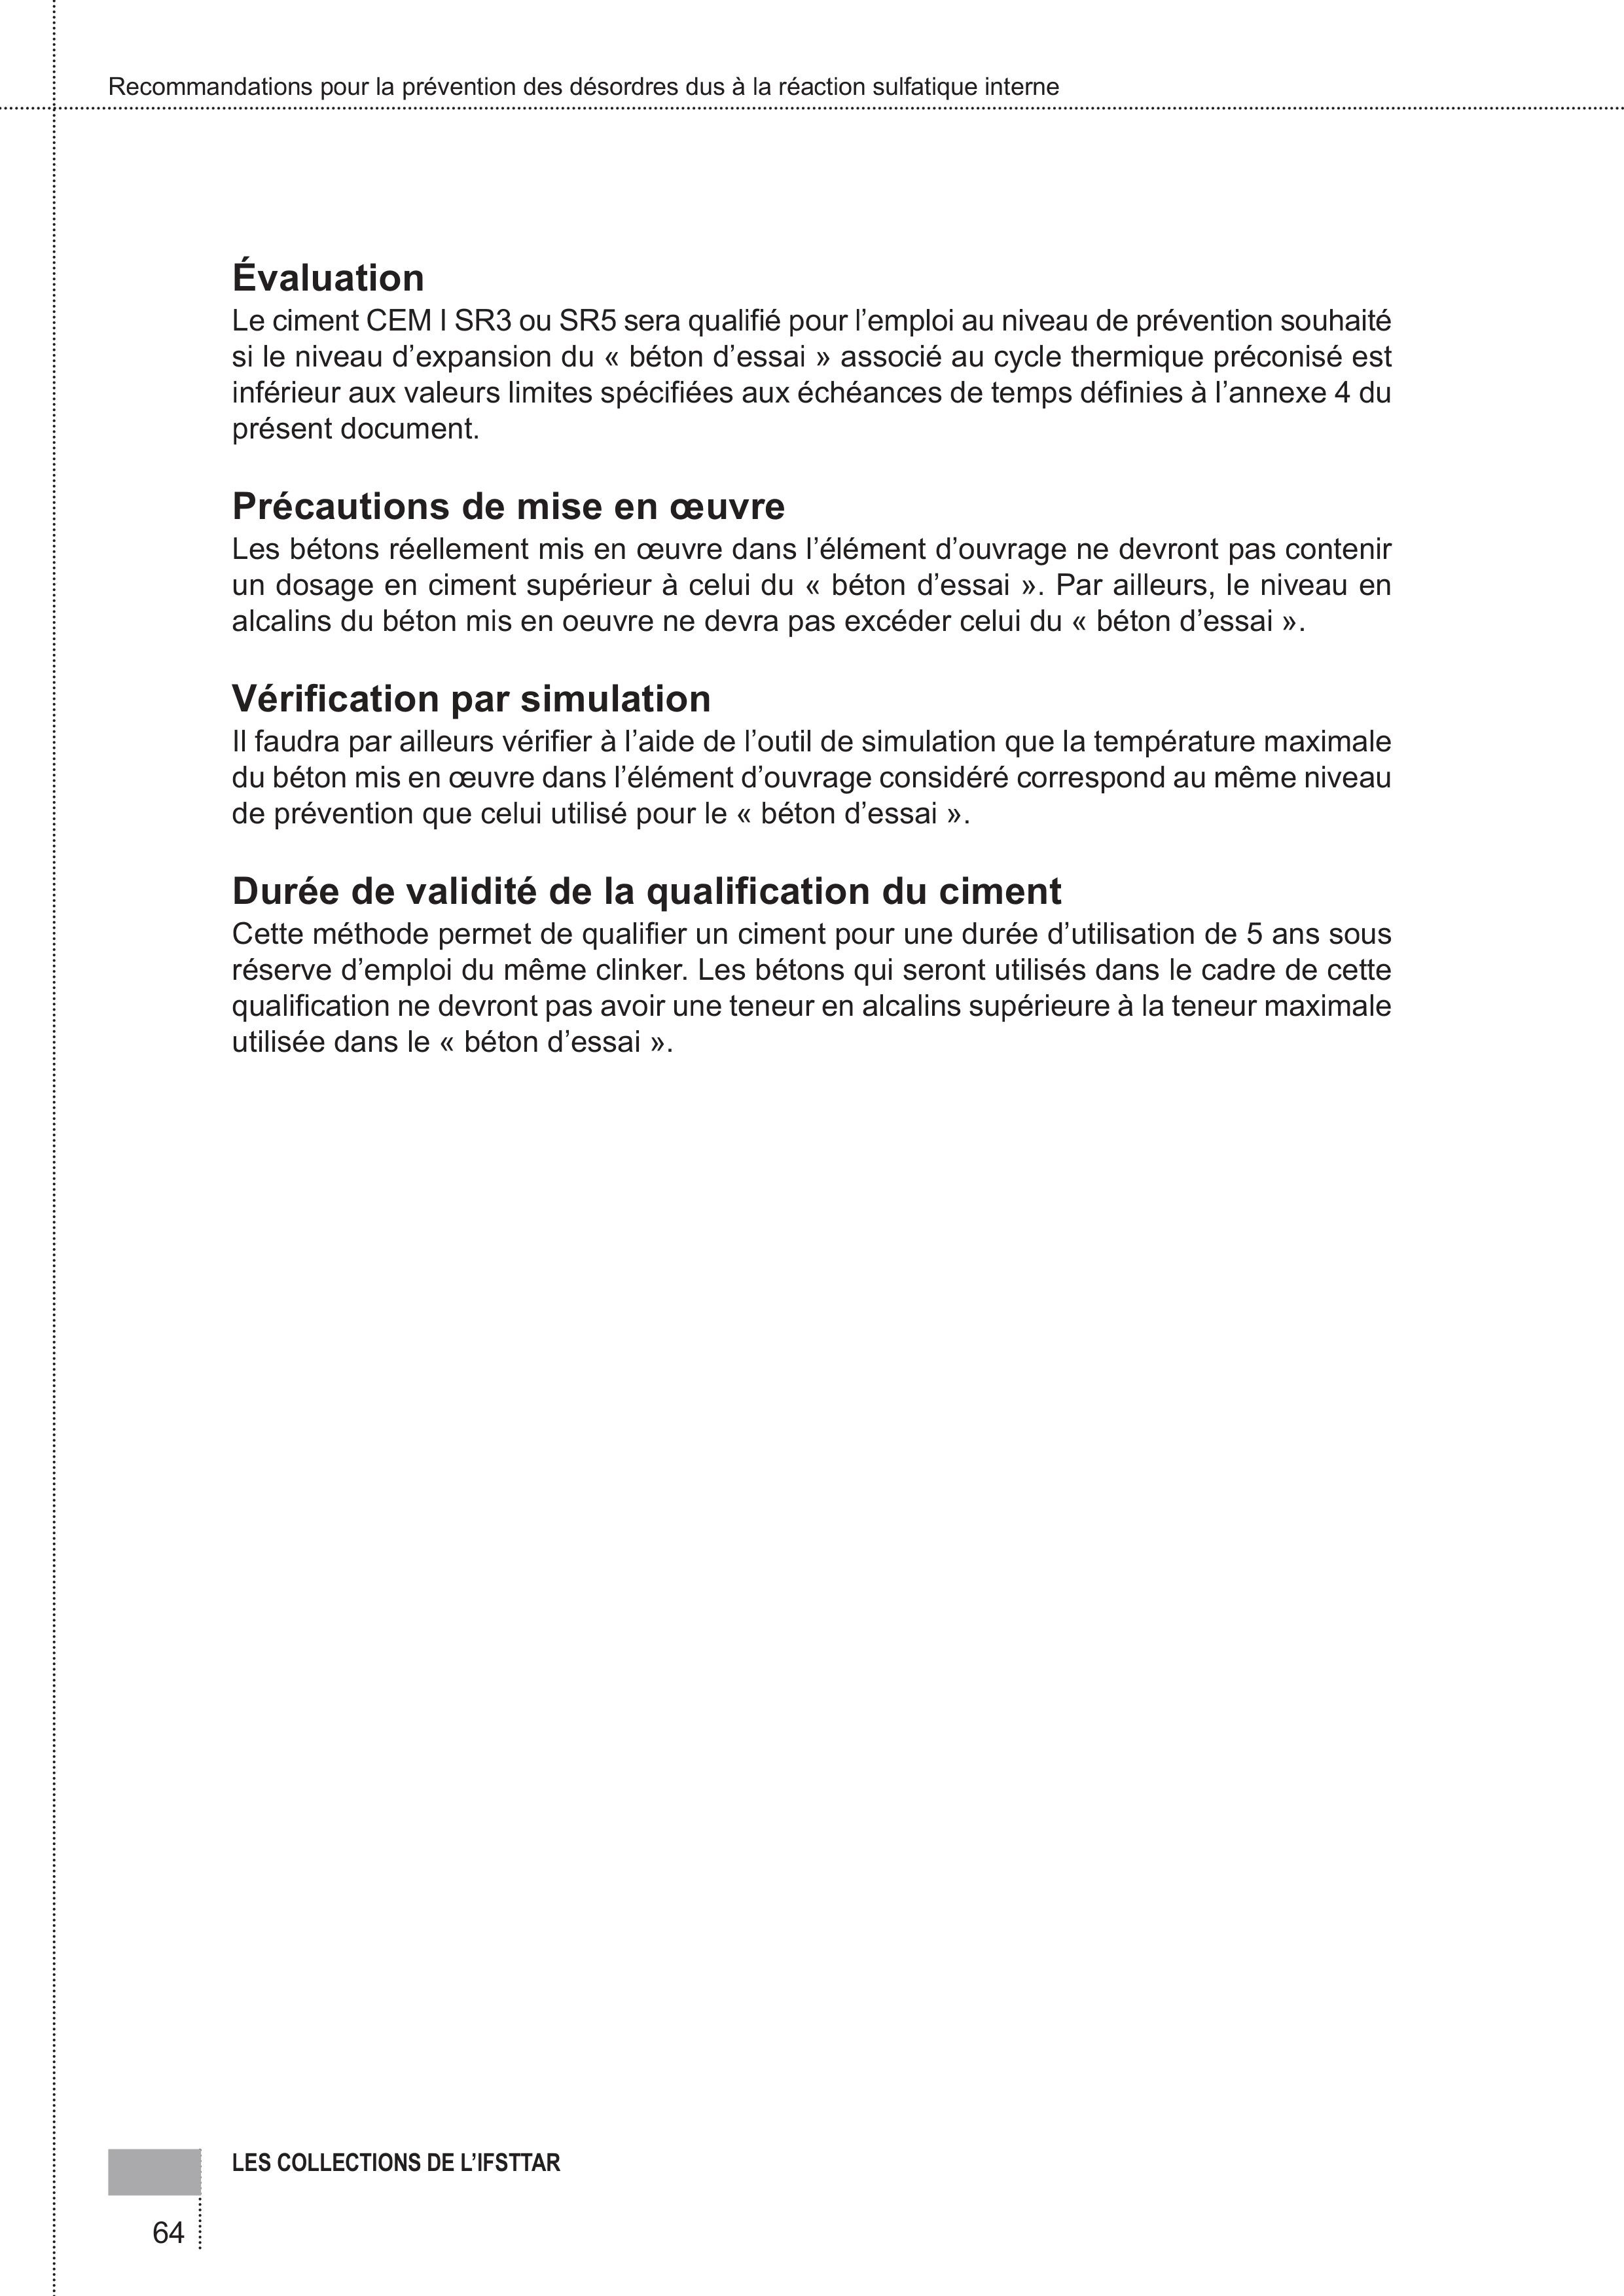 Recommandations pour la prévention des désordres dus à la réaction sulfatique interne
Évaluation
Le ciment CEM I SR3 ou SR5 sera qualifié pour l’emploi au niveau de prévention souhaité
si le niveau d’expansion du « béton d’essai » associé au cycle thermique préconisé est
inférieur aux valeurs limites spécifiées aux échéances de temps définies à l’annexe 4 du
présent document.
Précautions de mise en œuvre
Les bétons réellement mis en œuvre dans l’élément d’ouvrage ne devront pas contenir
un dosage en ciment supérieur à celui du « béton d’essai ». Par ailleurs, le niveau en
alcalins du béton mis en oeuvre ne devra pas excéder celui du « béton d’essai ».
Vérification par simulation
Il faudra par ailleurs vérifier à l’aide de l’outil de simulation que la température maximale
du béton mis en œuvre dans l’élément d’ouvrage considéré correspond au même niveau
de prévention que celui utilisé pour le « béton d’essai ».
Durée de validité de la qualification du ciment
Cette méthode permet de qualifier un ciment pour une durée d’utilisation de 5 ans sous
réserve d’emploi du même clinker. Les bétons qui seront utilisés dans le cadre de cette
qualification ne devront pas avoir une teneur en alcalins supérieure à la teneur maximale
utilisée dans le « béton d’essai ».
LES COLLECTIONS DE L’IFSTTAR
64